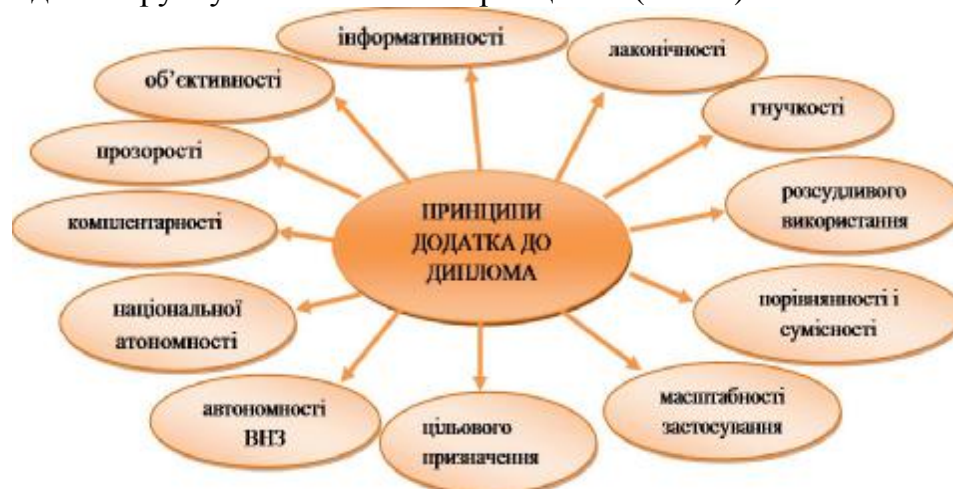 інформативності
лаконічності
об’єктивності
гнучкості
прозорості
розсудливого
використання
комплентарності
ПРИНЦИПИ
ДОДАТКА ДО
ДИПЛОМА
національної
атономності
порівнянності і
сумісності
автономності
ВНЗ
цільового
призначення
масштабності
застосування